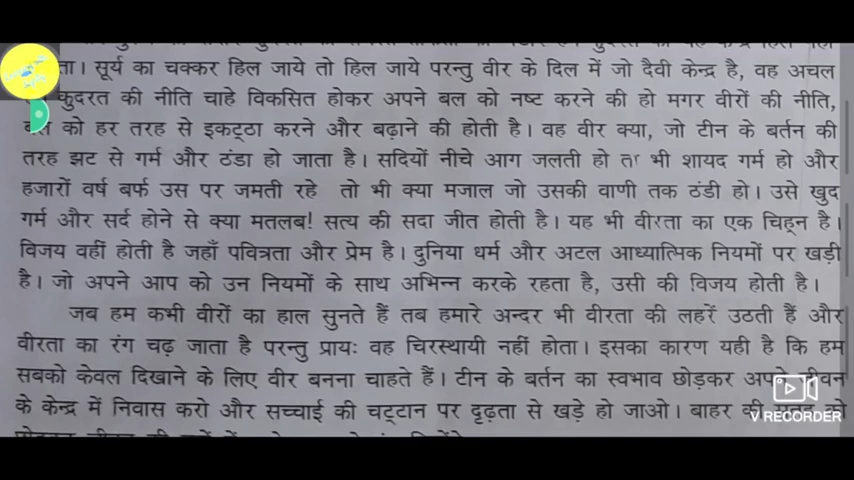 ता। सूर्य का चक्कर हिल जाये तो हिल जाये परन्तु वीर के दिल में जो दैवी केन्द्र है, वह अचल
कुदरत की नीति चाहे विकसित होकर अपने बल को नष्ट करने की हो मगर वीरों की नीति,
को हर तरह से इकट्ठा करने और बढ़ाने की होती है। वह वीर क्या, जो टीन के बर्तन की
तरह झट से गर्म और ठंडा हो जाता है। सदियों नीचे आग जलती हो भी शायद गर्म हो और
हजारों वर्ष बर्फ उस पर जमती रहे तो भी क्या मजाल जो उसकी वाणी तक ठंडी हो। उसे खुद
गर्म और सर्द होने से क्या मतलब! सत्य की सदा जीत होती है। यह भी वीरता का एक चिह्न है।
विजय वहीं होती है जहाँ पवित्रता और प्रेम है। दुनिया धर्म और अटल आध्यात्मिक नियमों पर खड़ी
है। जो अपने आप को उन नियमों के साथ अभिन्न करके रहता है, उसी की विजय होती है।
जब हम कभी वीरों का हाल सुनते हैं तब हमारे अन्दर भी वीरता की लहरें उठती हैं और
वीरता का रंग चढ़ जाता है परन्तु प्रायः वह चिरस्थायी नहीं होता। इसका कारण यही है कि हम
सबको केवल दिखाने के लिए वीर बनना चाहते हैं। टीन के बर्तन का स्वभाव छोड़कर अपने जीवन
के केन्द्र में निवास करो और सच्चाई की चट्टान पर दृढ़ता से खड़े हो जाओ। बाहर की को
V RECORDER